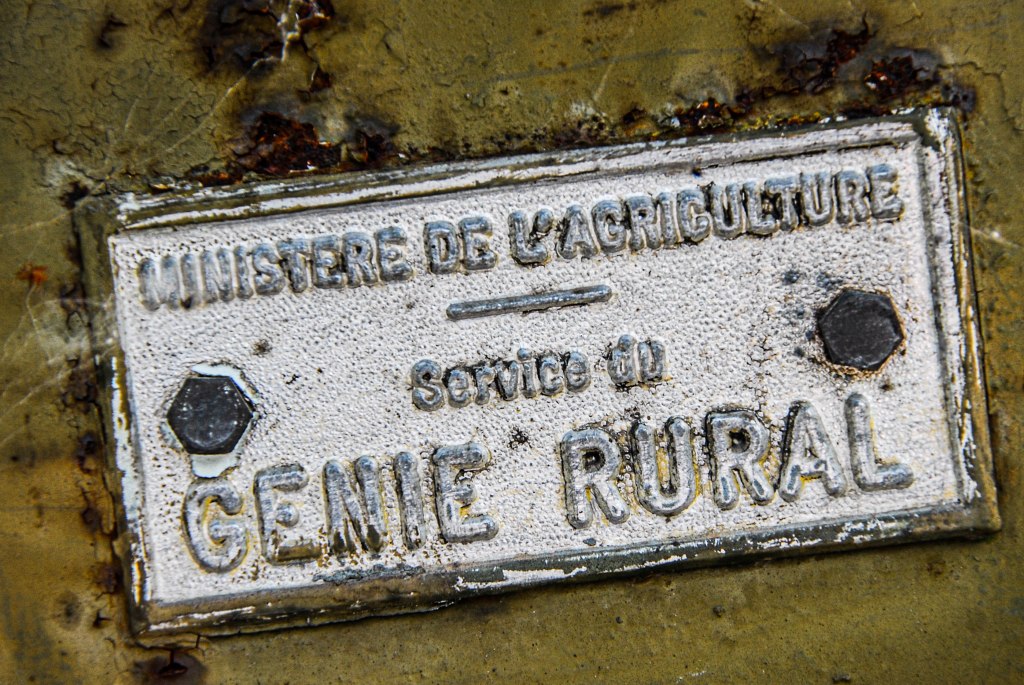 MINISTERE DE L'AGRICULTURE
Service du
GENIE RURAL